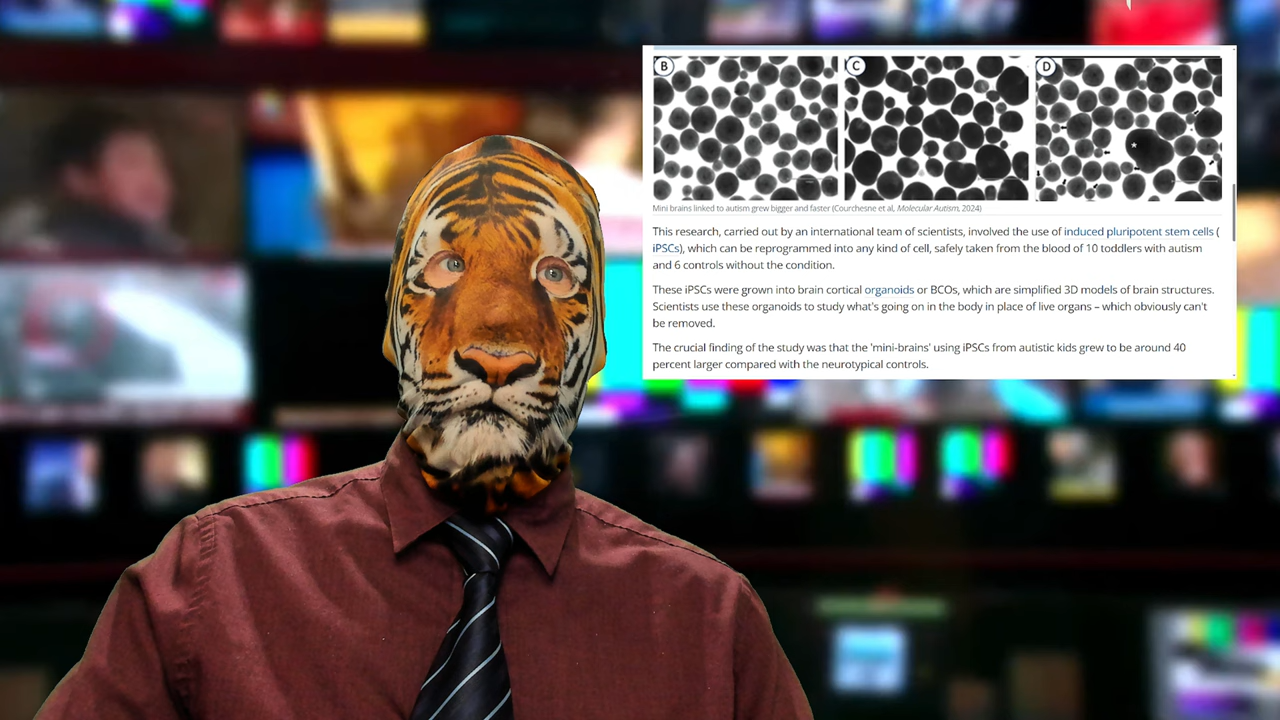 B C D
Mini brains linked to autism grew bigger and faster (Courchesne et al, Molecular Autism, 2024)
This research, carried out by an international team of scientists, involved the use of induced pluripotent stem cells (
iPSCs), which can be reprogrammed into any kind of cell, safely taken from the blood of 10 toddlers with autism
and 6 controls without the condition.
These iPSCs were grown into brain cortical organoids or BCOs, which are simplified 3D models of brain structures.
Scientists use these organoids to study what's going on in the body in place of live organs – which obviously can't
be removed.
The crucial finding of the study was that the 'mini-brains' using iPSCs from autistic kids grew to be around 40
percent larger compared with the neurotypical controls.